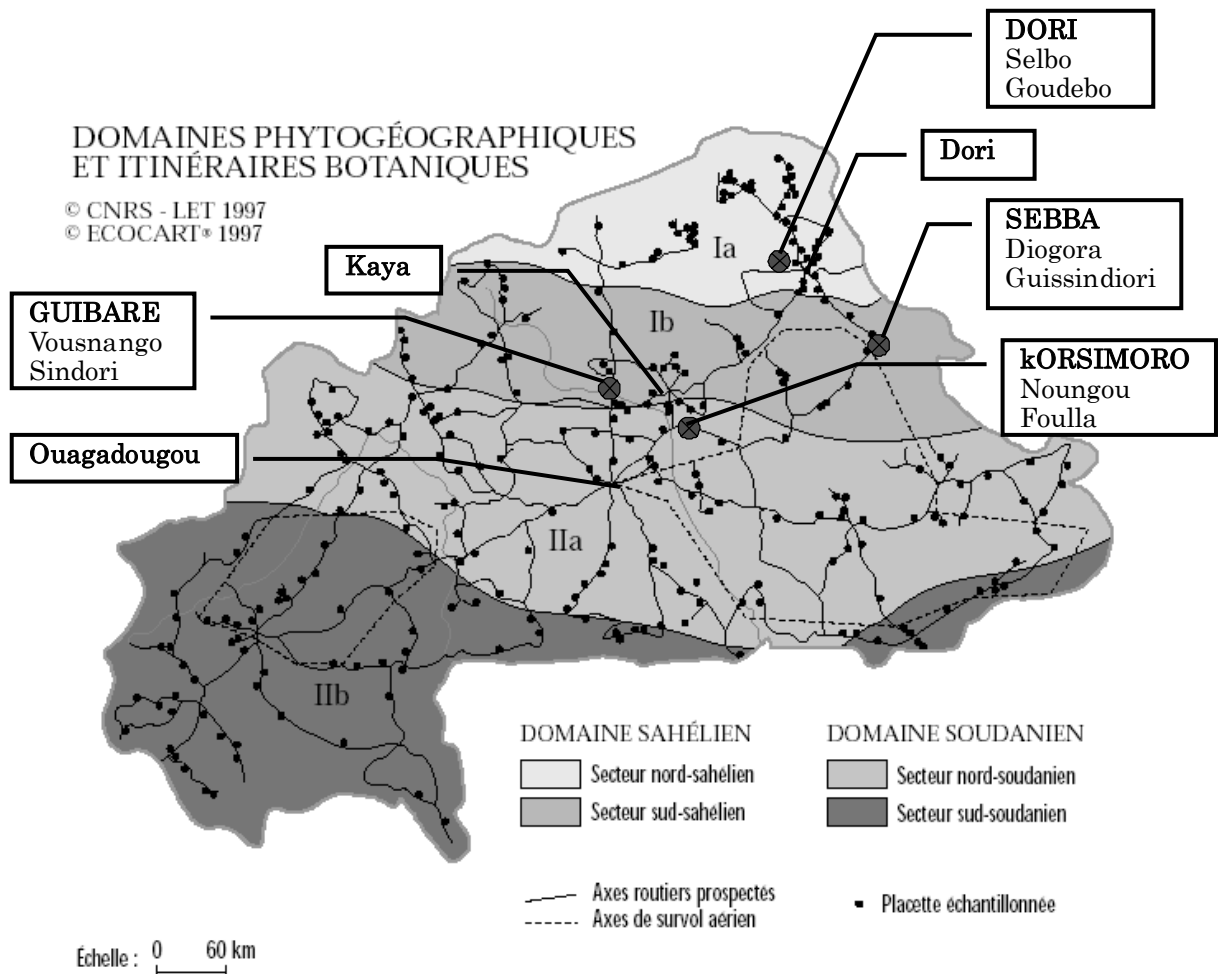 DORI
Selbo
Goudebo
DOMAINES PHYTOGÉOGRAPHIQUES
ET ITINÉRAIRES BOTANIQUES
Dori
© CNRS - LET 1997
© ECOCART® 1997
SEBBA
Diogora
Guissindiori
Ia
Kaya
GUIBARE
Vousnango
Sindori
Ib
kORSIMORO
Noungou
Foulla
Ouagadougou
IIa
IIb
DOMAINE SAHÉLIEN
Secteur nord-sahélien
Secteur sud-sahélien
DOMAINE SOUDANIEN
Secteur nord-soudanien
Secteur sud-soudanien
Axes routiers prospectés
Axes de survol aérien
Placette échantillonnée
Échelle : 0 60 km